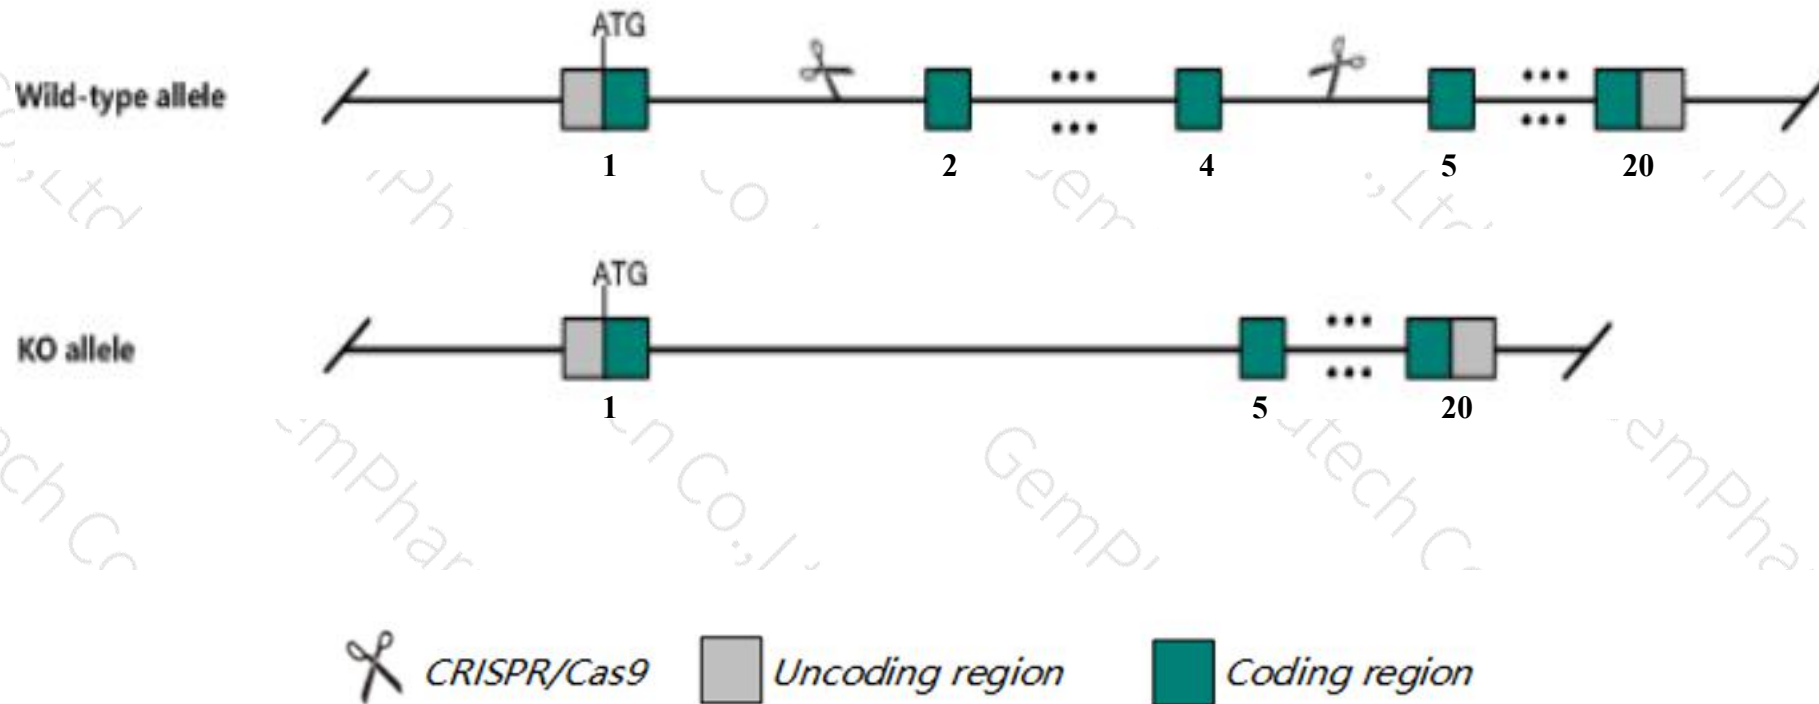 ATG
Wild-type allele
1 2 4 5 20
ATG
KO allele
1 5 20
CRISPR/Cas9 Uncoding region Coding region